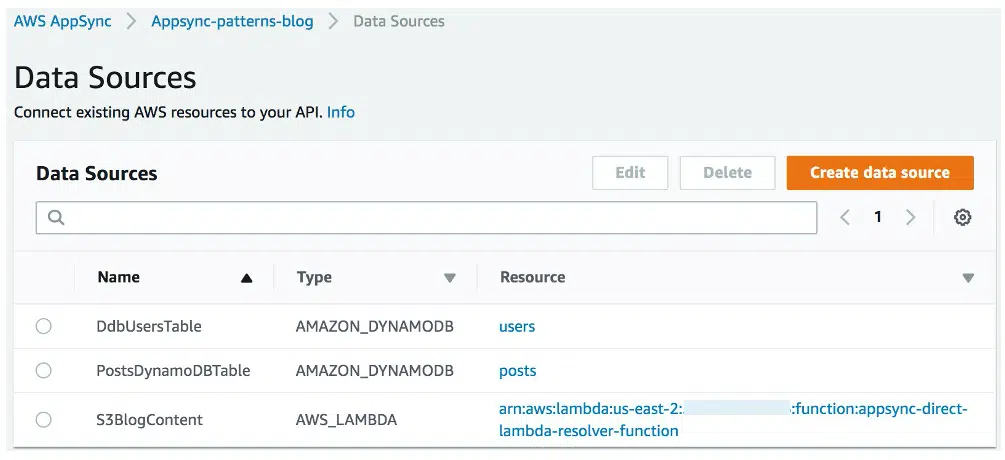 AWS AppSync > Appsync-patterns-blog > Data Sources
Data Sources
Connect existing AWS resources to your API. Info
Data Sources
Edit
Delete
Create data source
1
Name
Type
Resource
DdbUsersTable
AMAZON_DYNAMODB
users
PostsDynamoDBTable
AMAZON_DYNAMODB
posts
S3BlogContent
AWS_LAMBDA
arn:aws:lambda:us-east-2: :function:appsync-direct-
lambda-resolver-function